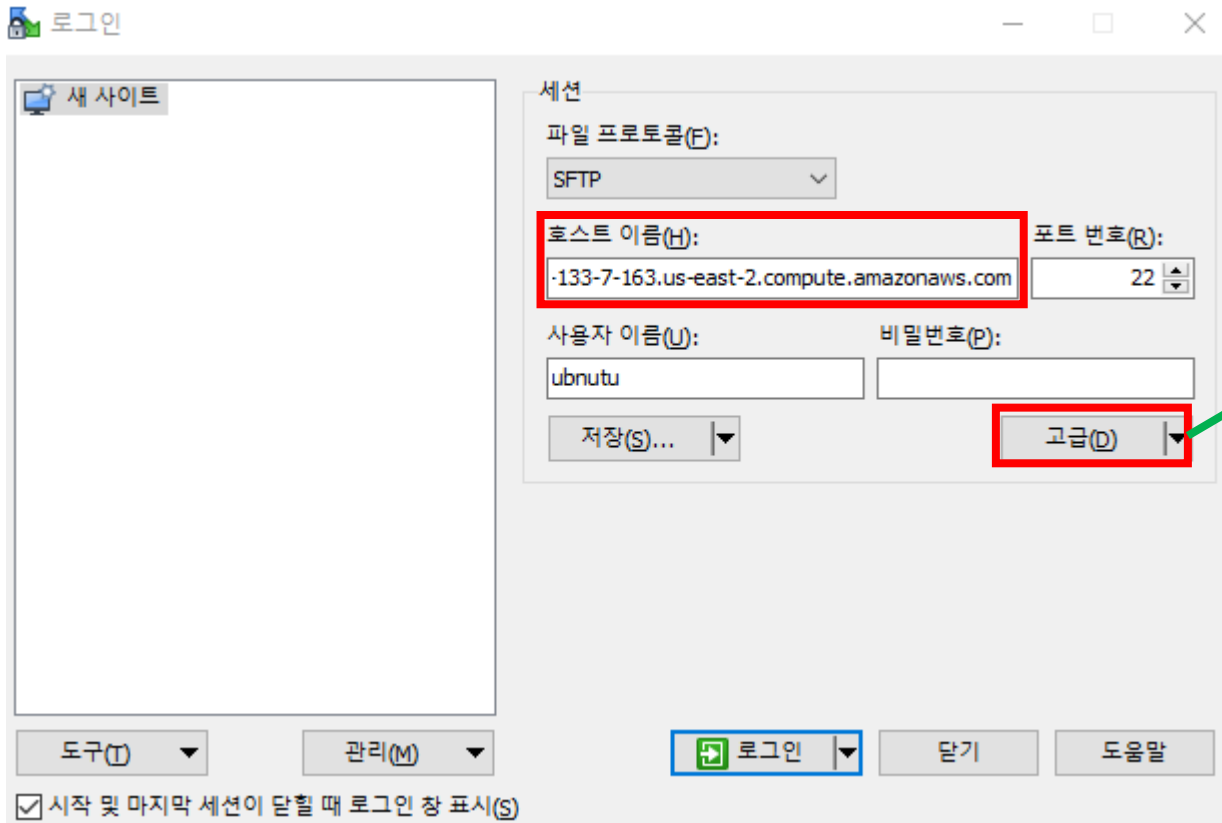 로그인
새 사이트
세션
파일 프로토콜(F):
SFTP
호스트 이름(H):
포트 번호(R):
-133-7-163.us-east-2.compute.amazonaws.com
22
사용자 이름(U):
비밀번호(P):
ubnutu
저장(S)...
고급(D)
도구(T)
관리(M)
로그인
닫기
도움말
시작 및 마지막 세션이 닫힐 때 로그인 창 표시(S)